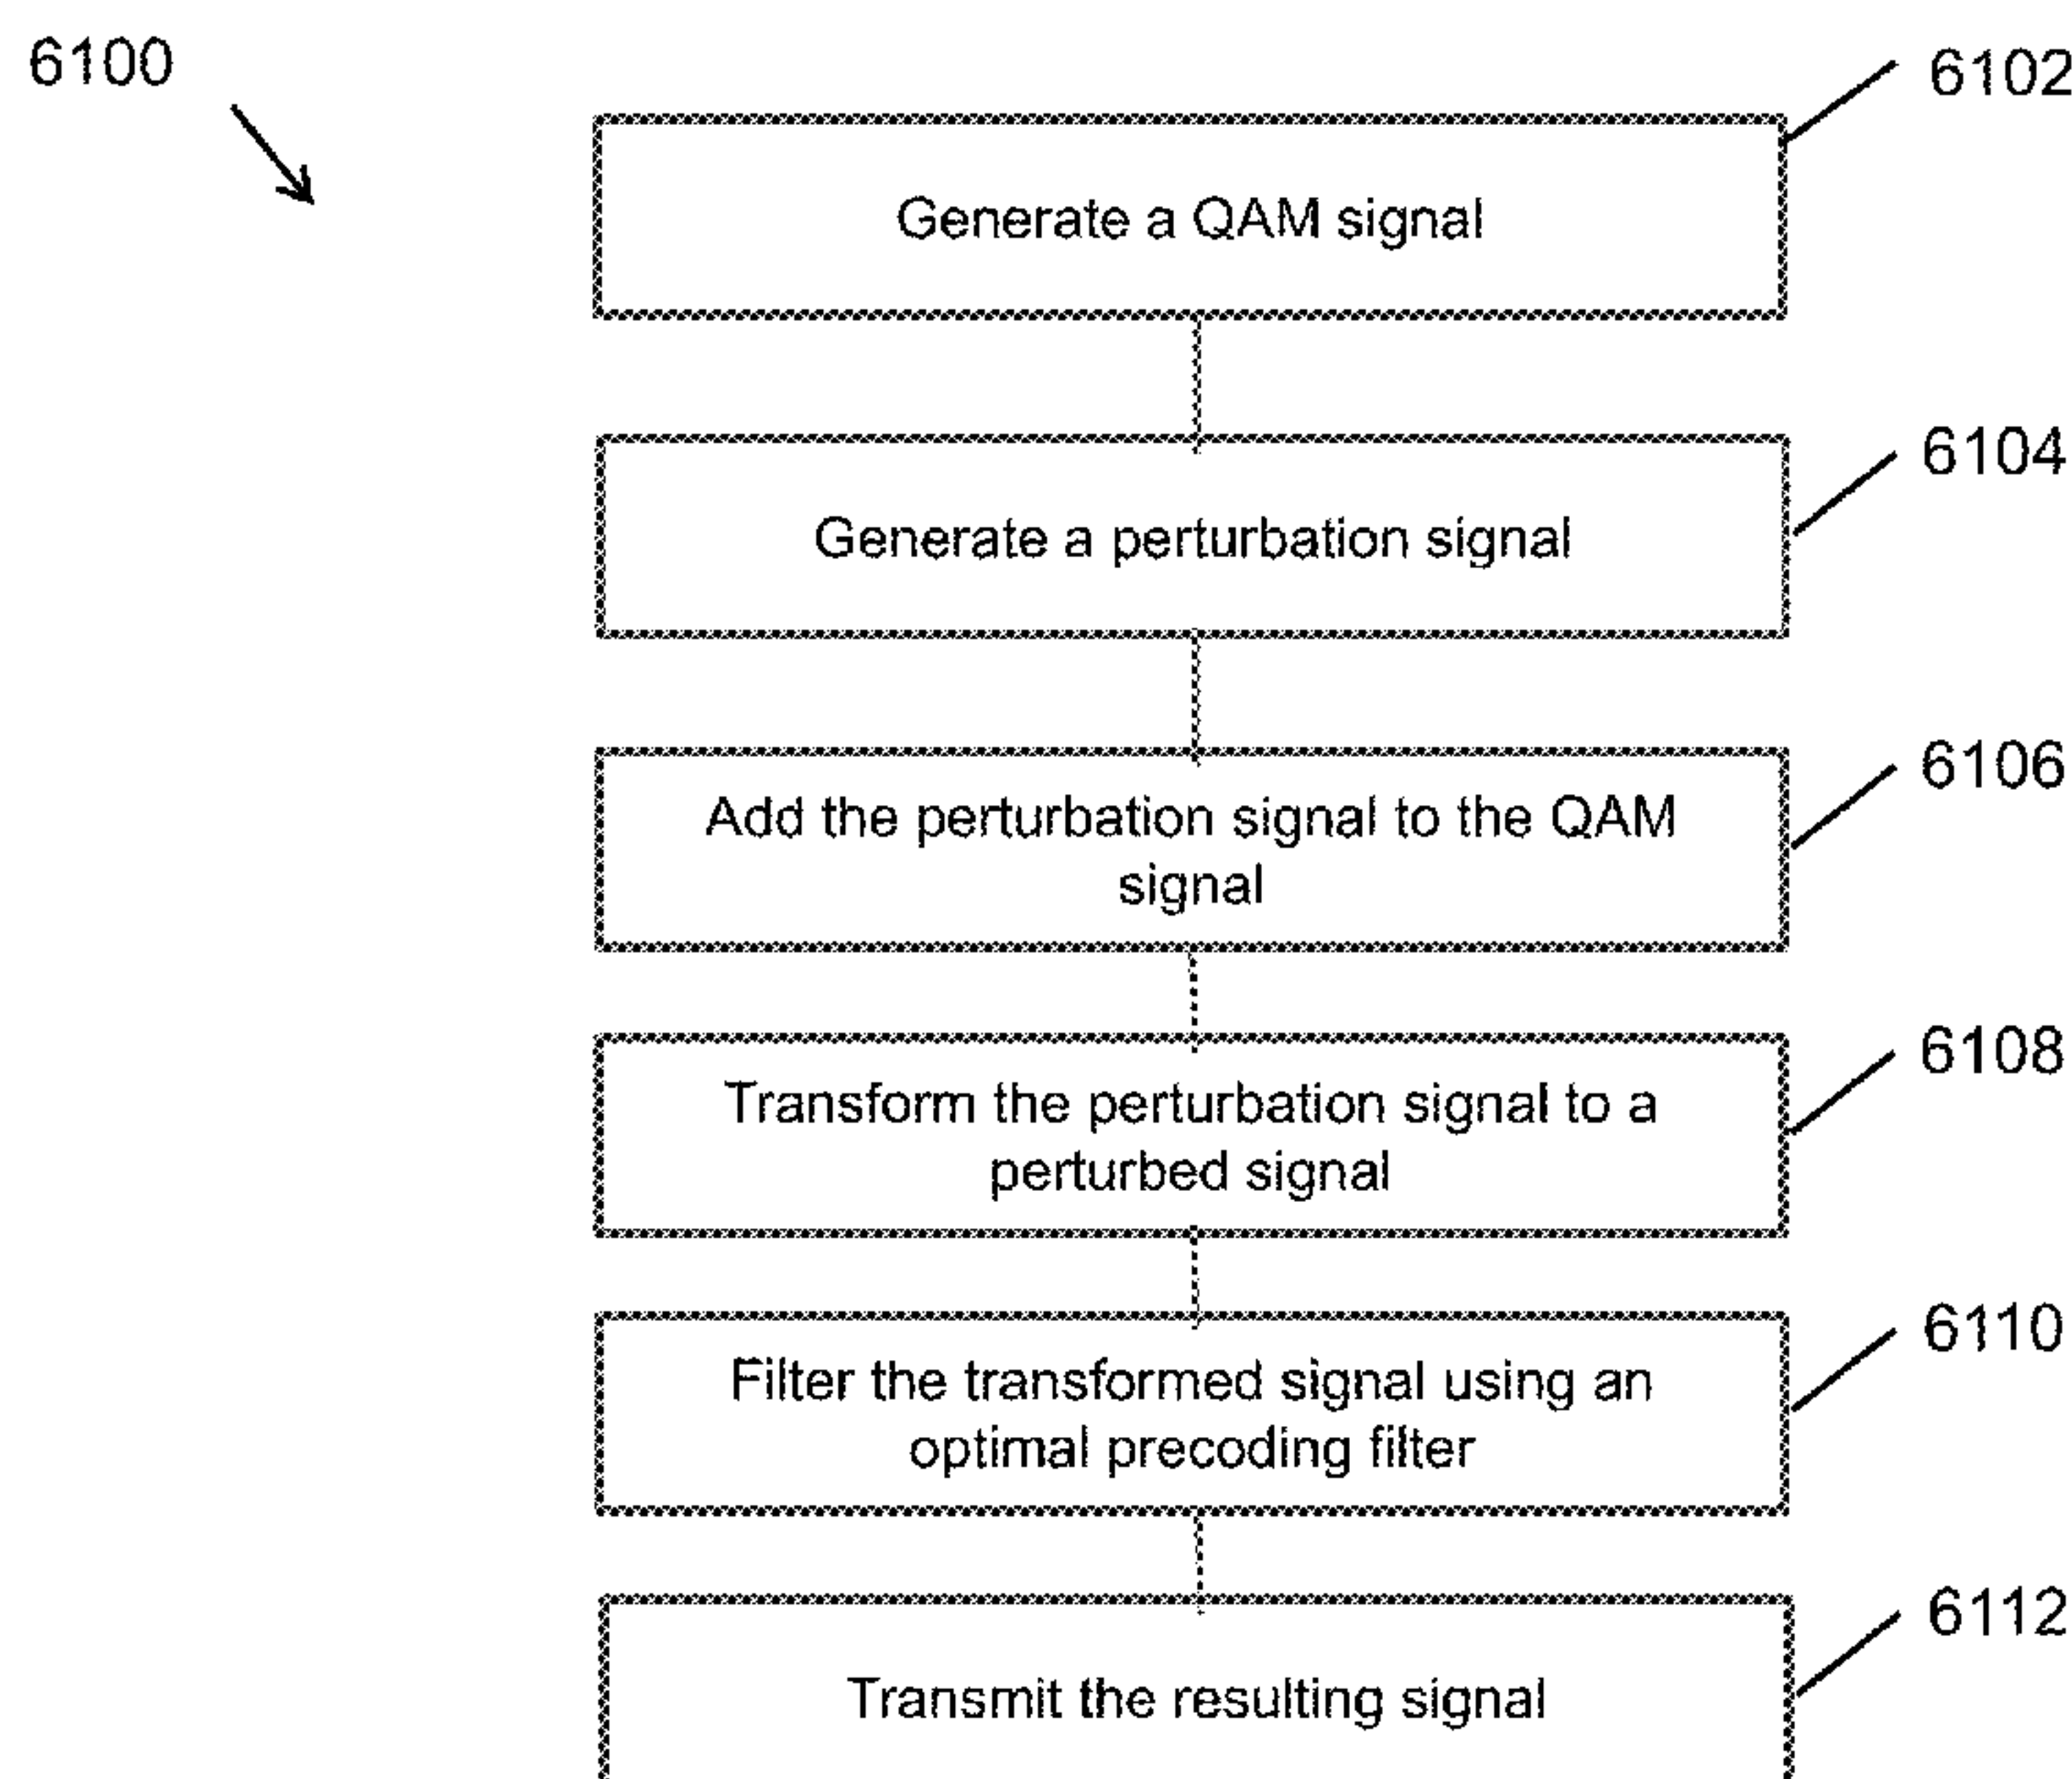 6100
6102
Generate a QAM signal
6104
Generate a perturbation signal
6106
Add the perturbation signal to the QAM
signal
6108
Transform the perturbation signal to a
perturbed signal
6110
Filter the transformed signal using an
optimal precoding filter
6112
Transmit the resulting signal